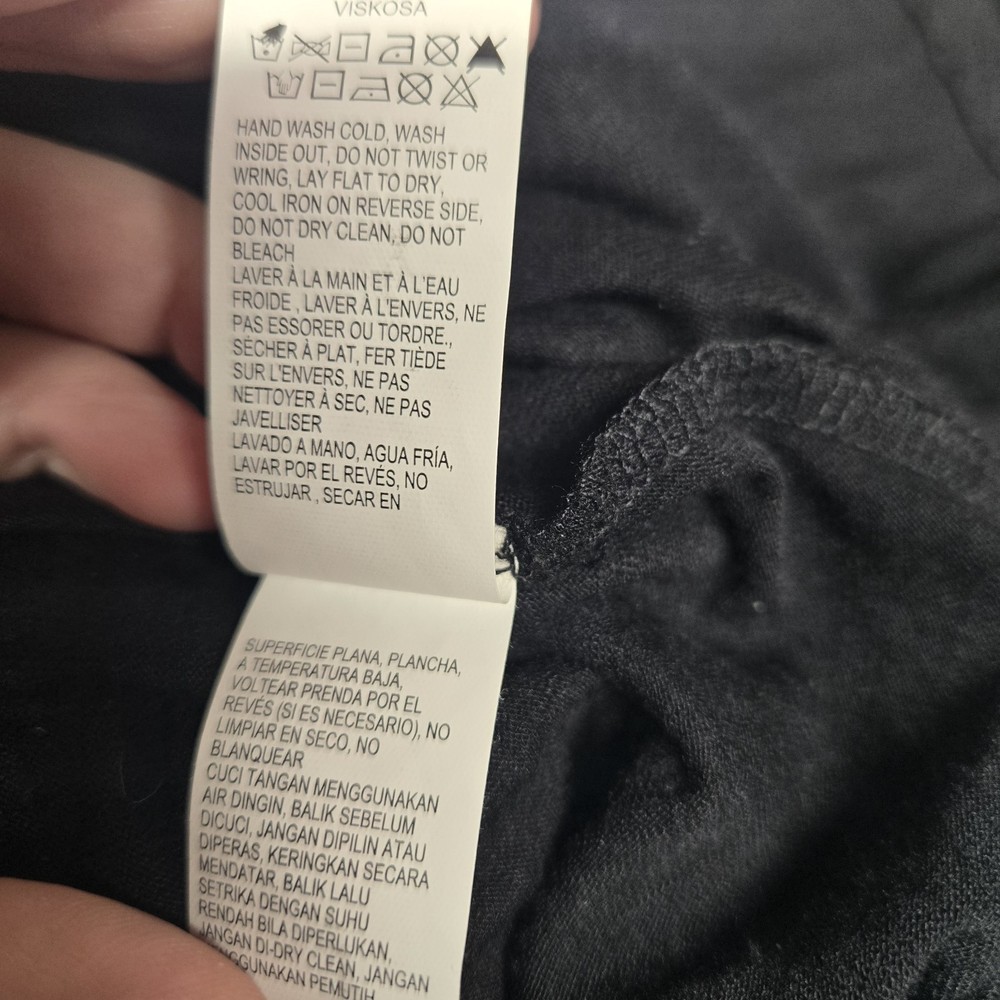 VISKOSA
HAND WASH COLD, WASH
INSIDE OUT, DO NOT TWIST OR
WRING, LAY FLAT TO DRY,
COOL IRON ON REVERSE SIDE,
DO NOT DRY CLEAN, DO NOT
BLEACH
LAVER À LA MAIN ET À L'EAU
FROIDE , LAVER À L'ENVERS, NE
PAS ESSORER OU TORDRE.,
SÉCHER À PLAT, FER TIÈDE
SUR L'ENVERS, NE PAS
NETTOYER À SEC, NE PAS
JAVELLISER
LAVADO A MANO, AGUA FRÍA,
LAVAR POR EL REVÉS, NO
ESTRUJAR , SECAR EN
SUPERFICIE PLANA, PLANCHA,
A TEMPERATURA BAJA,
VOLTEAR PRENDA POR EL
REVÉS (SI ES NECESARIO), NO
LIMPIAR EN SECO, NO
BLANQUEAR
CUCI TANGAN MENGGUNAKAN
AIR DINGIN, BALIK SEBELUM
DICUCI, JANGAN DIPILIN ATAU
DIPERAS, KERINGKAN SECARA
MENDATAR, BALIK LALU
SETRIKA DENGAN SUHU
RENDAH BILA DIPERLUKAN,
JANGAN DI-DRY CLEAN, JANGAN
PEMUTIH